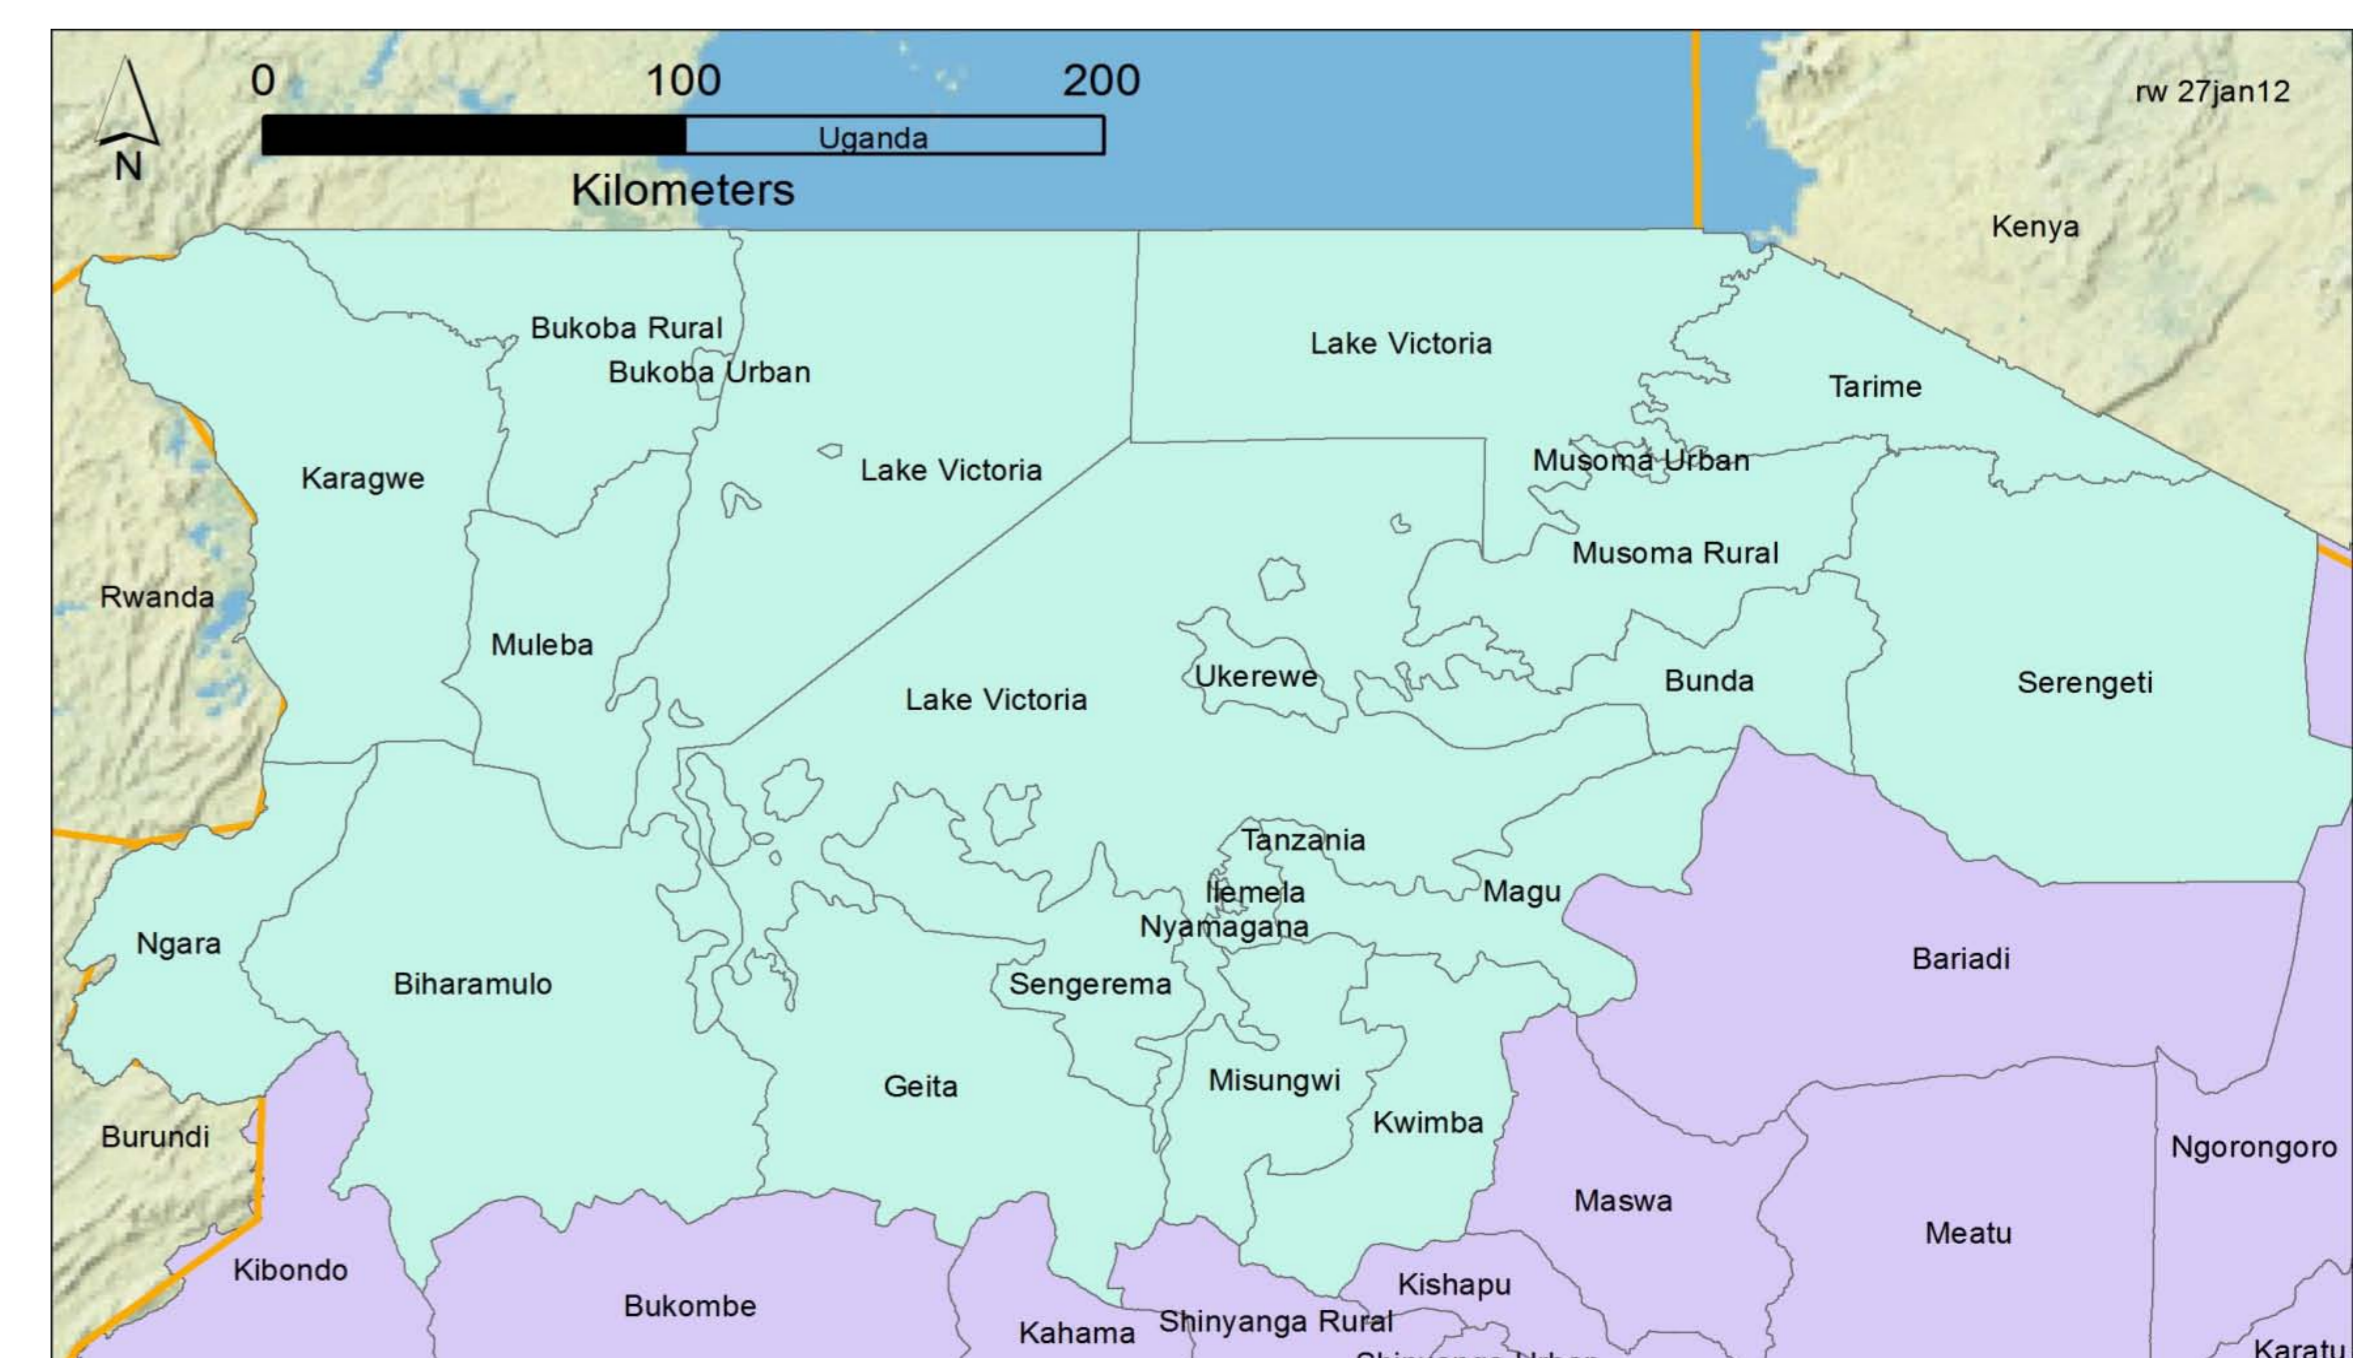 0 100 200
rw 27jan12
Uganda
N
Kilometers
Kenya
Bukoba Rural
Lake Victoria
Bukoba Urban
Tarime
Musoma Urban
Lake Victoria
Karagwe
Musoma Rural
Rwanda
Muleba
Ukerewe
Bunda
Serengeti
Lake Victoria
Tanzania
Ilemela
Magu
Nyamagana
Ngara
Bariadi
Biharamulo
Sengerema
Misungwi
Geita
Kwimba
Burundi
Ngorongoro
Maswa
Meatu
Kibondo
Kishapu
Bukombe
Shinyanga Rural
Kahama
Karatu
Shinyanga Urban